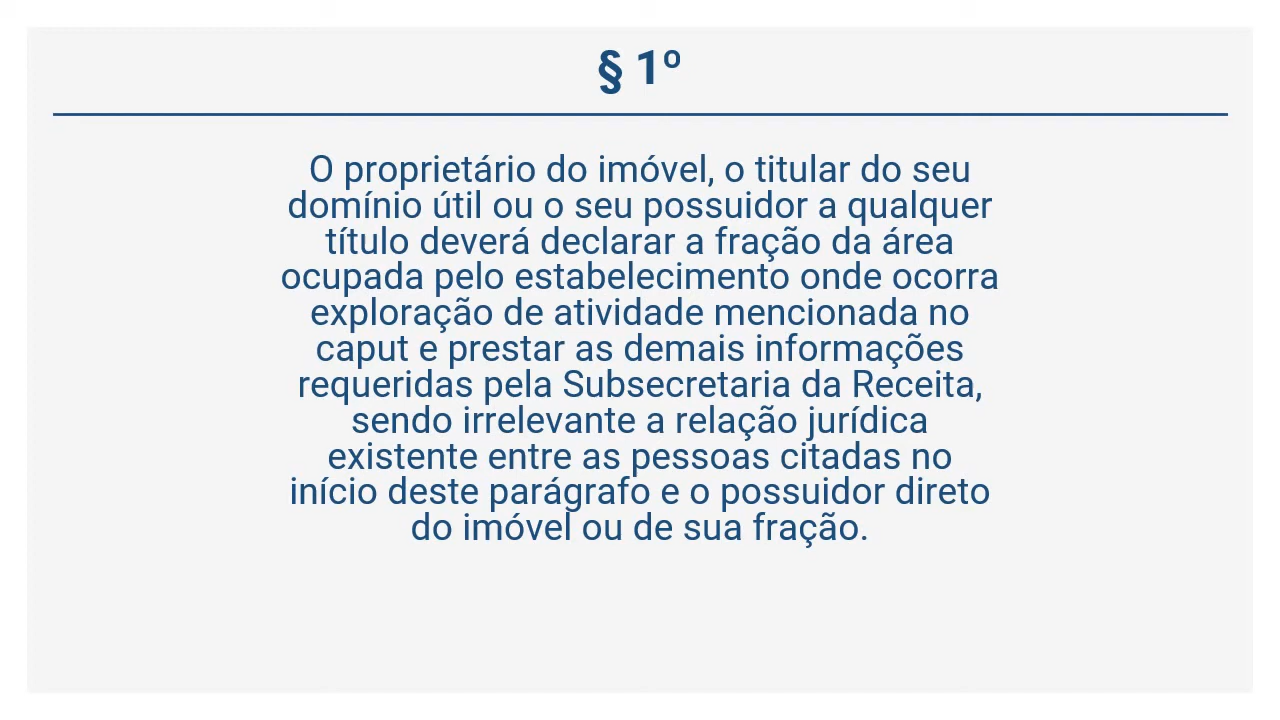 § 1º
O proprietário do imóvel, o titular do seu
domínio útil ou o seu possuidor a qualquer
título deverá declarar a fração da área
ocupada pelo estabelecimento onde ocorra
exploração de atividade mencionada no
caput e prestar as demais informações
requeridas pela Subsecretaria da Receita,
sendo irrelevante a relação jurídica
existente entre as pessoas citadas no
início deste parágrafo e o possuidor direto
do imóvel ou de sua fração.